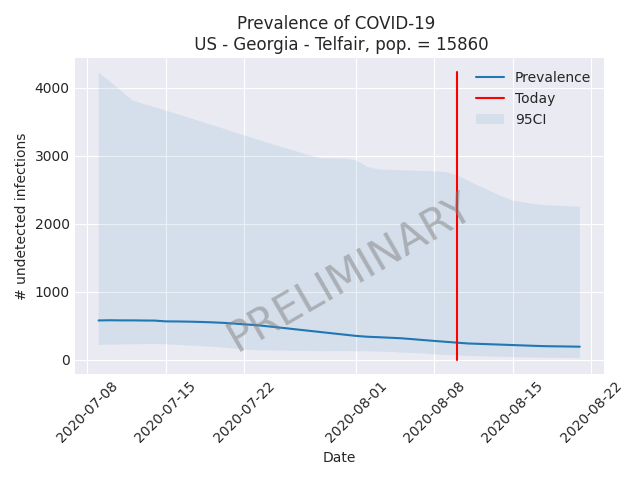 Prevalence of COVID-19
US - Georgia - Telfair, pop. = 15860
Prevalence
Today
95CI
# undetected infections
4000
3000
2000
1000
0
PRELIMINARY
2020-07-08
2020-07-15
2020-07-22
2020-08-01
2020-08-08
2020-08-15
2020-08-22
Date